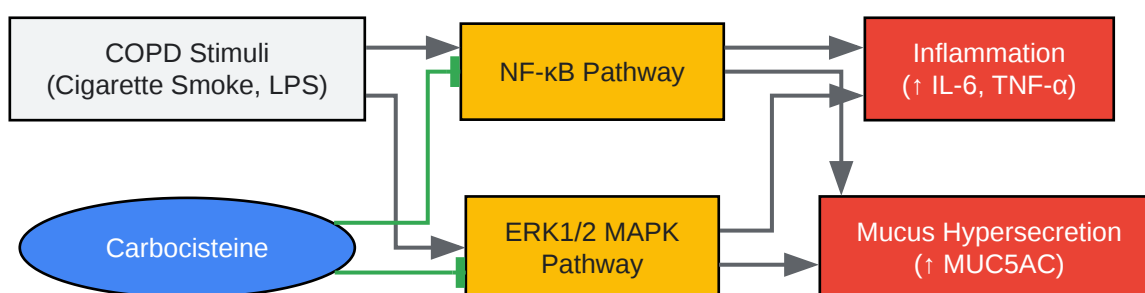 COPD Stimuli
(Cigarette Smoke, LPS)
NF-κB Pathway
Inflammation
(↑ IL-6, TNF-α)
Carbocisteine
ERK1/2 MAPK
Pathway
Mucus Hypersecretion
(↑ MUC5AC)